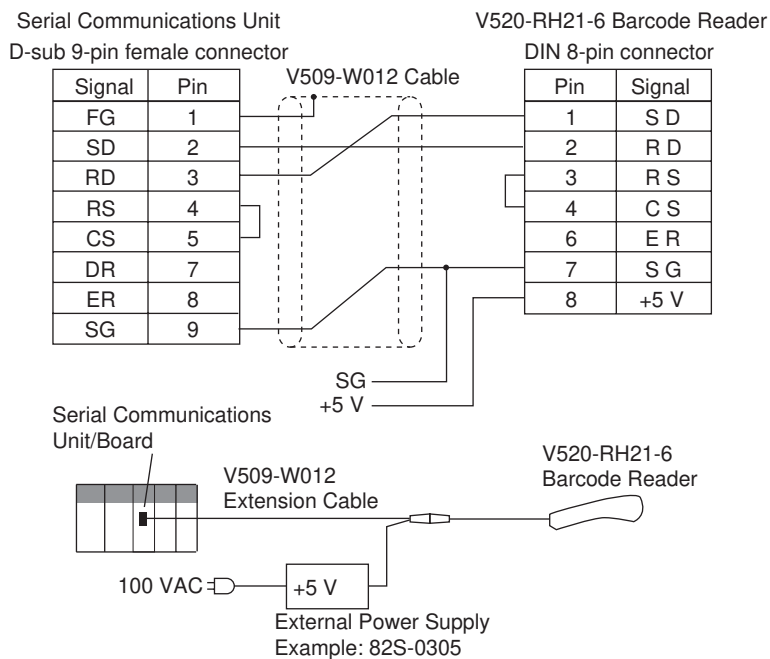 Serial Communications Unit
D-sub 9-pin female connector
V520-RH21-6 Barcode Reader
DIN 8-pin connector
V509-W012 Cable
Signal Pin
FG 1
SD 2
RD 3
RS 4
CS 5
DR 7
ER 8
SG 9
Pin Signal
1 S D
2 R D
3 R S
4 C S
6 E R
7 S G
8 +5 V
SG
+5 V
Serial Communications
Unit/Board
V509-W012
Extension Cable
V520-RH21-6
Barcode Reader
100 VAC
+5 V
External Power Supply
Example: 82S-0305